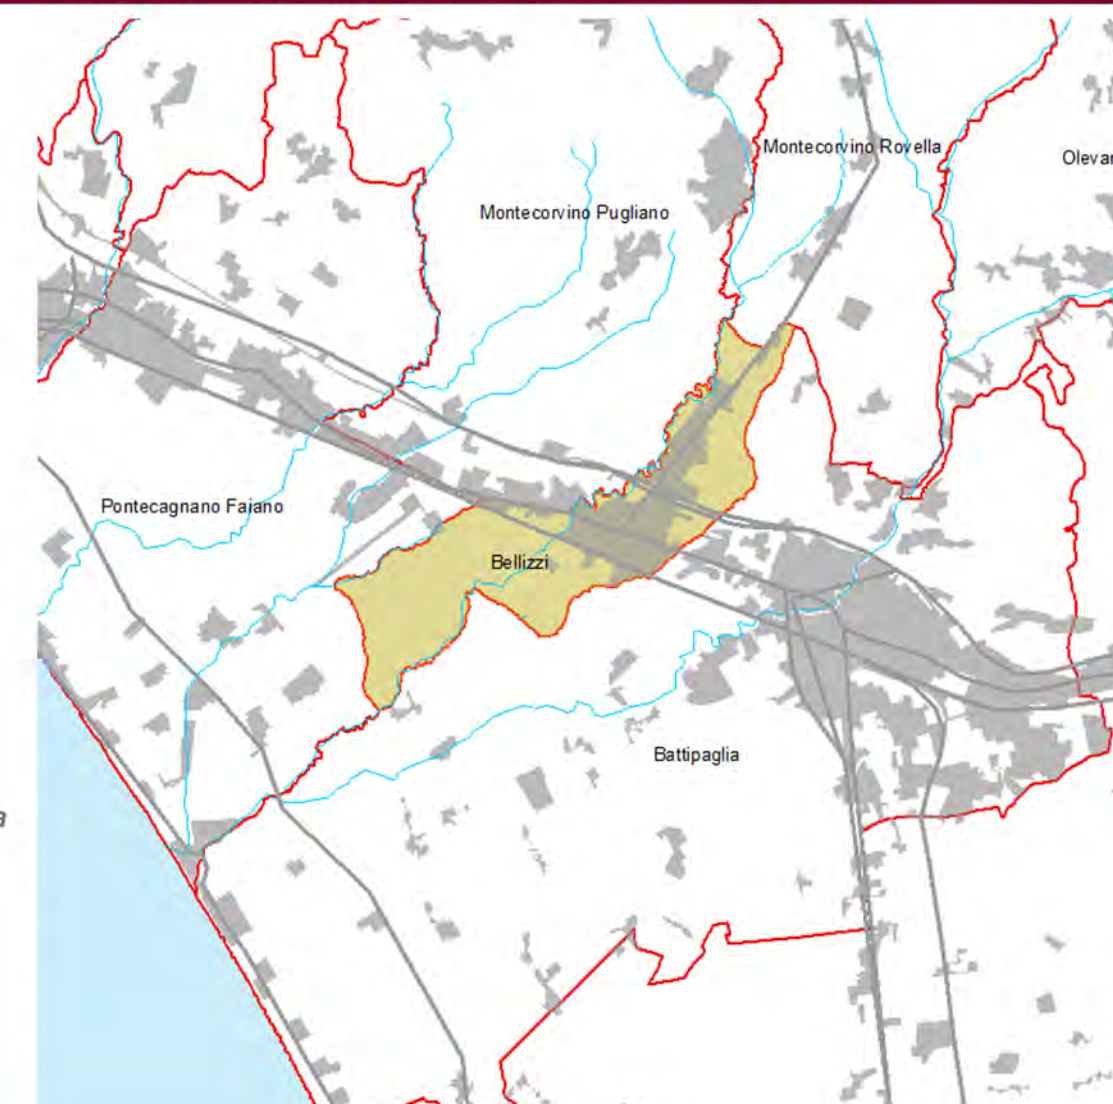 Montecorvino Rovella
Olevar
Montecorvino Pugliano
Pontecagnano Faiano
Bellizzi
Battipaglia
a